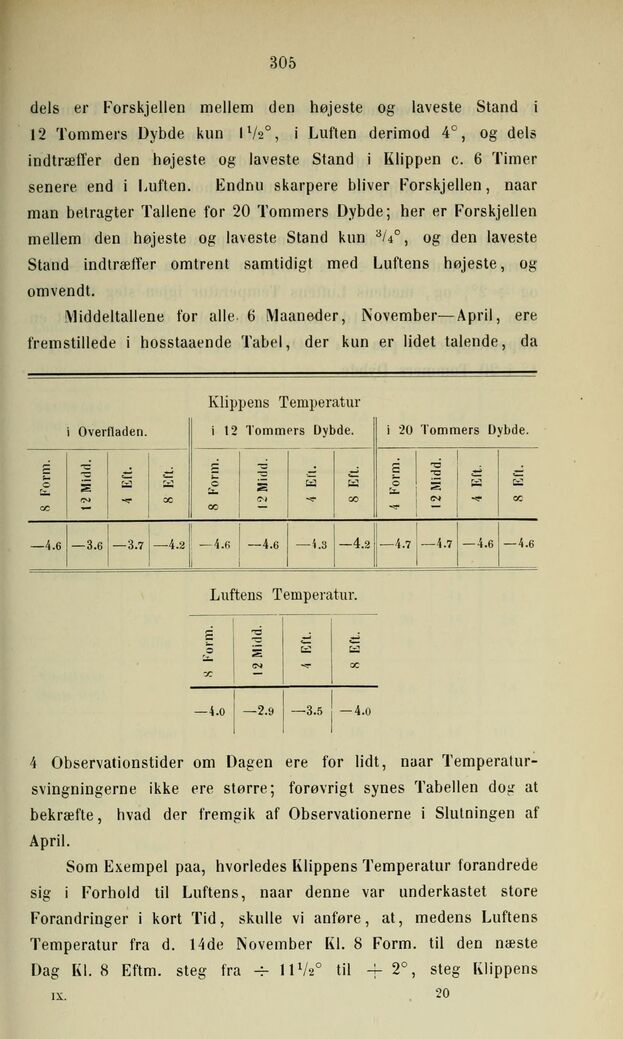 305
dels er Forskjellen mellem den højeste og laveste Stand i
12 Tommers Dybde kun 1½°, i Luften derimod 4°, og dels
indtræffer den højeste og laveste Stand i Klippen c. 6 Timer
senere end i Luften. Endnu skarpere bliver Forskjellen, naar
man betragter Tallene for 20 Tommers Dybde; her er Forskjellen
mellem den højeste og laveste Stand kun ¾°, og den laveste
Stand indtræffer omtrent samtidigt med Luftens højeste, og
omvendt.
Middeltallene for alle 6 Maaneder, November—April, ere
fremstillede i hosstaaende Tabel, der kun er lidet talende, da
Klippens Temperatur
i Overfladen. i 12 Tommers Dybde. i 20 Tommers Dybde.
8 Form. 12 Midd. 4 Eft. 8 Eft. 8 Form. 12 Midd. 4 Eft. 8 Eft. 4 Form. 12 Midd. 4 Eft. 8 Eft.
—4.6 —3.6 —3.7 —4.2 —4.6 —4.6 —4.3 —4.2 —4.7 —4.7 —4.6 —4.6
Luftens Temperatur.
8 Form. 12 Midd. 4 Eft. 8 Eft.
—4.0 —2.9 —3.5 —4.0
4 Observationstider om Dagen ere for lidt, naar Temperatur-
svingningerne ikke ere større; forøvrigt synes Tabellen dog at
bekræfte, hvad der fremgik af Observationerne i Slutningen af
April.
Som Exempel paa, hvorledes Klippens Temperatur forandrede
sig i Forhold til Luftens, naar denne var underkastet store
Forandringer i kort Tid, skulle vi anføre, at, medens Luftens
Temperatur fra d. 14de November Kl. 8 Form. til den næste
Dag Kl. 8 Eftm. steg fra ÷ 11½° til + 2°, steg Klippens
IX. 20